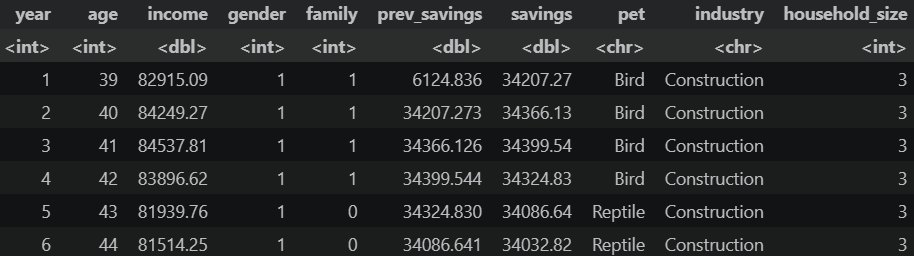 year age income gender family prev_savings savings pet industry household_size
<int> <int> <dbl> <int> <int> <dbl> <dbl> <chr> <chr> <int>
1 39 82915.09 1 1 6124.836 34207.27 Bird Construction 3
2 40 84249.27 1 1 34207.273 34366.13 Bird Construction 3
3 41 84537.81 1 1 34366.126 34399.54 Bird Construction 3
4 42 83896.62 1 1 34399.544 34324.83 Bird Construction 3
5 43 81939.76 1 0 34324.830 34086.64 Reptile Construction 3
6 44 81514.25 1 0 34086.641 34032.82 Reptile Construction 3